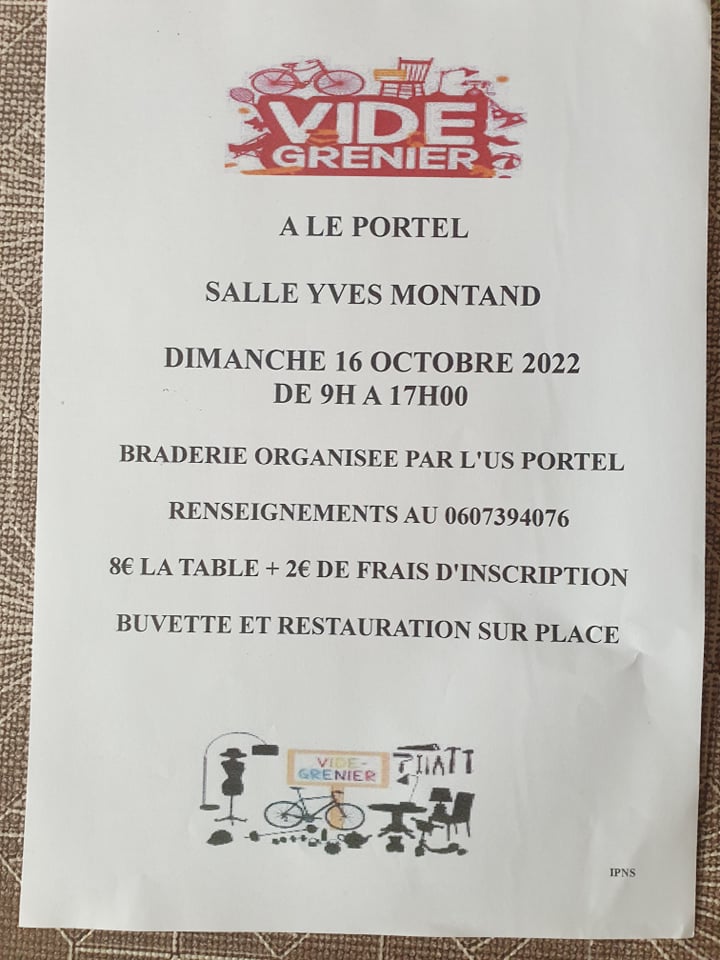 VIDE
GRENIER
A LE PORTEL
SALLE YVES MONTAND
DIMANCHE 16 OCTOBRE 2022
DE 9H A 17H00
BRADERIE ORGANISEE PAR L'US PORTEL
RENSEIGNEMENTS AU 0607394076
8€ LA TABLE + 2€ DE FRAIS D'INSCRIPTION
BUVETTE ET RESTAURATION SUR PLACE
VIDE-
GRENIER
IPNS